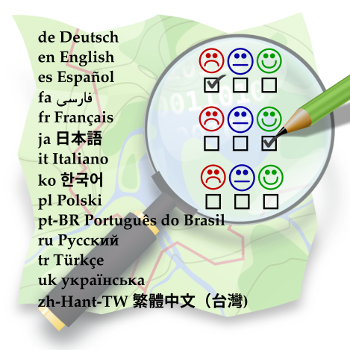 de Deutsch
en English
es Español
fa فارسی
fr Français
ja 日本語
it Italiano
ko 한국어
pl Polski
pt-BR Português do Brasil
ru Русский
tr Türkçe
uk українська
zh-Hant-TW 繁體中文（台灣)